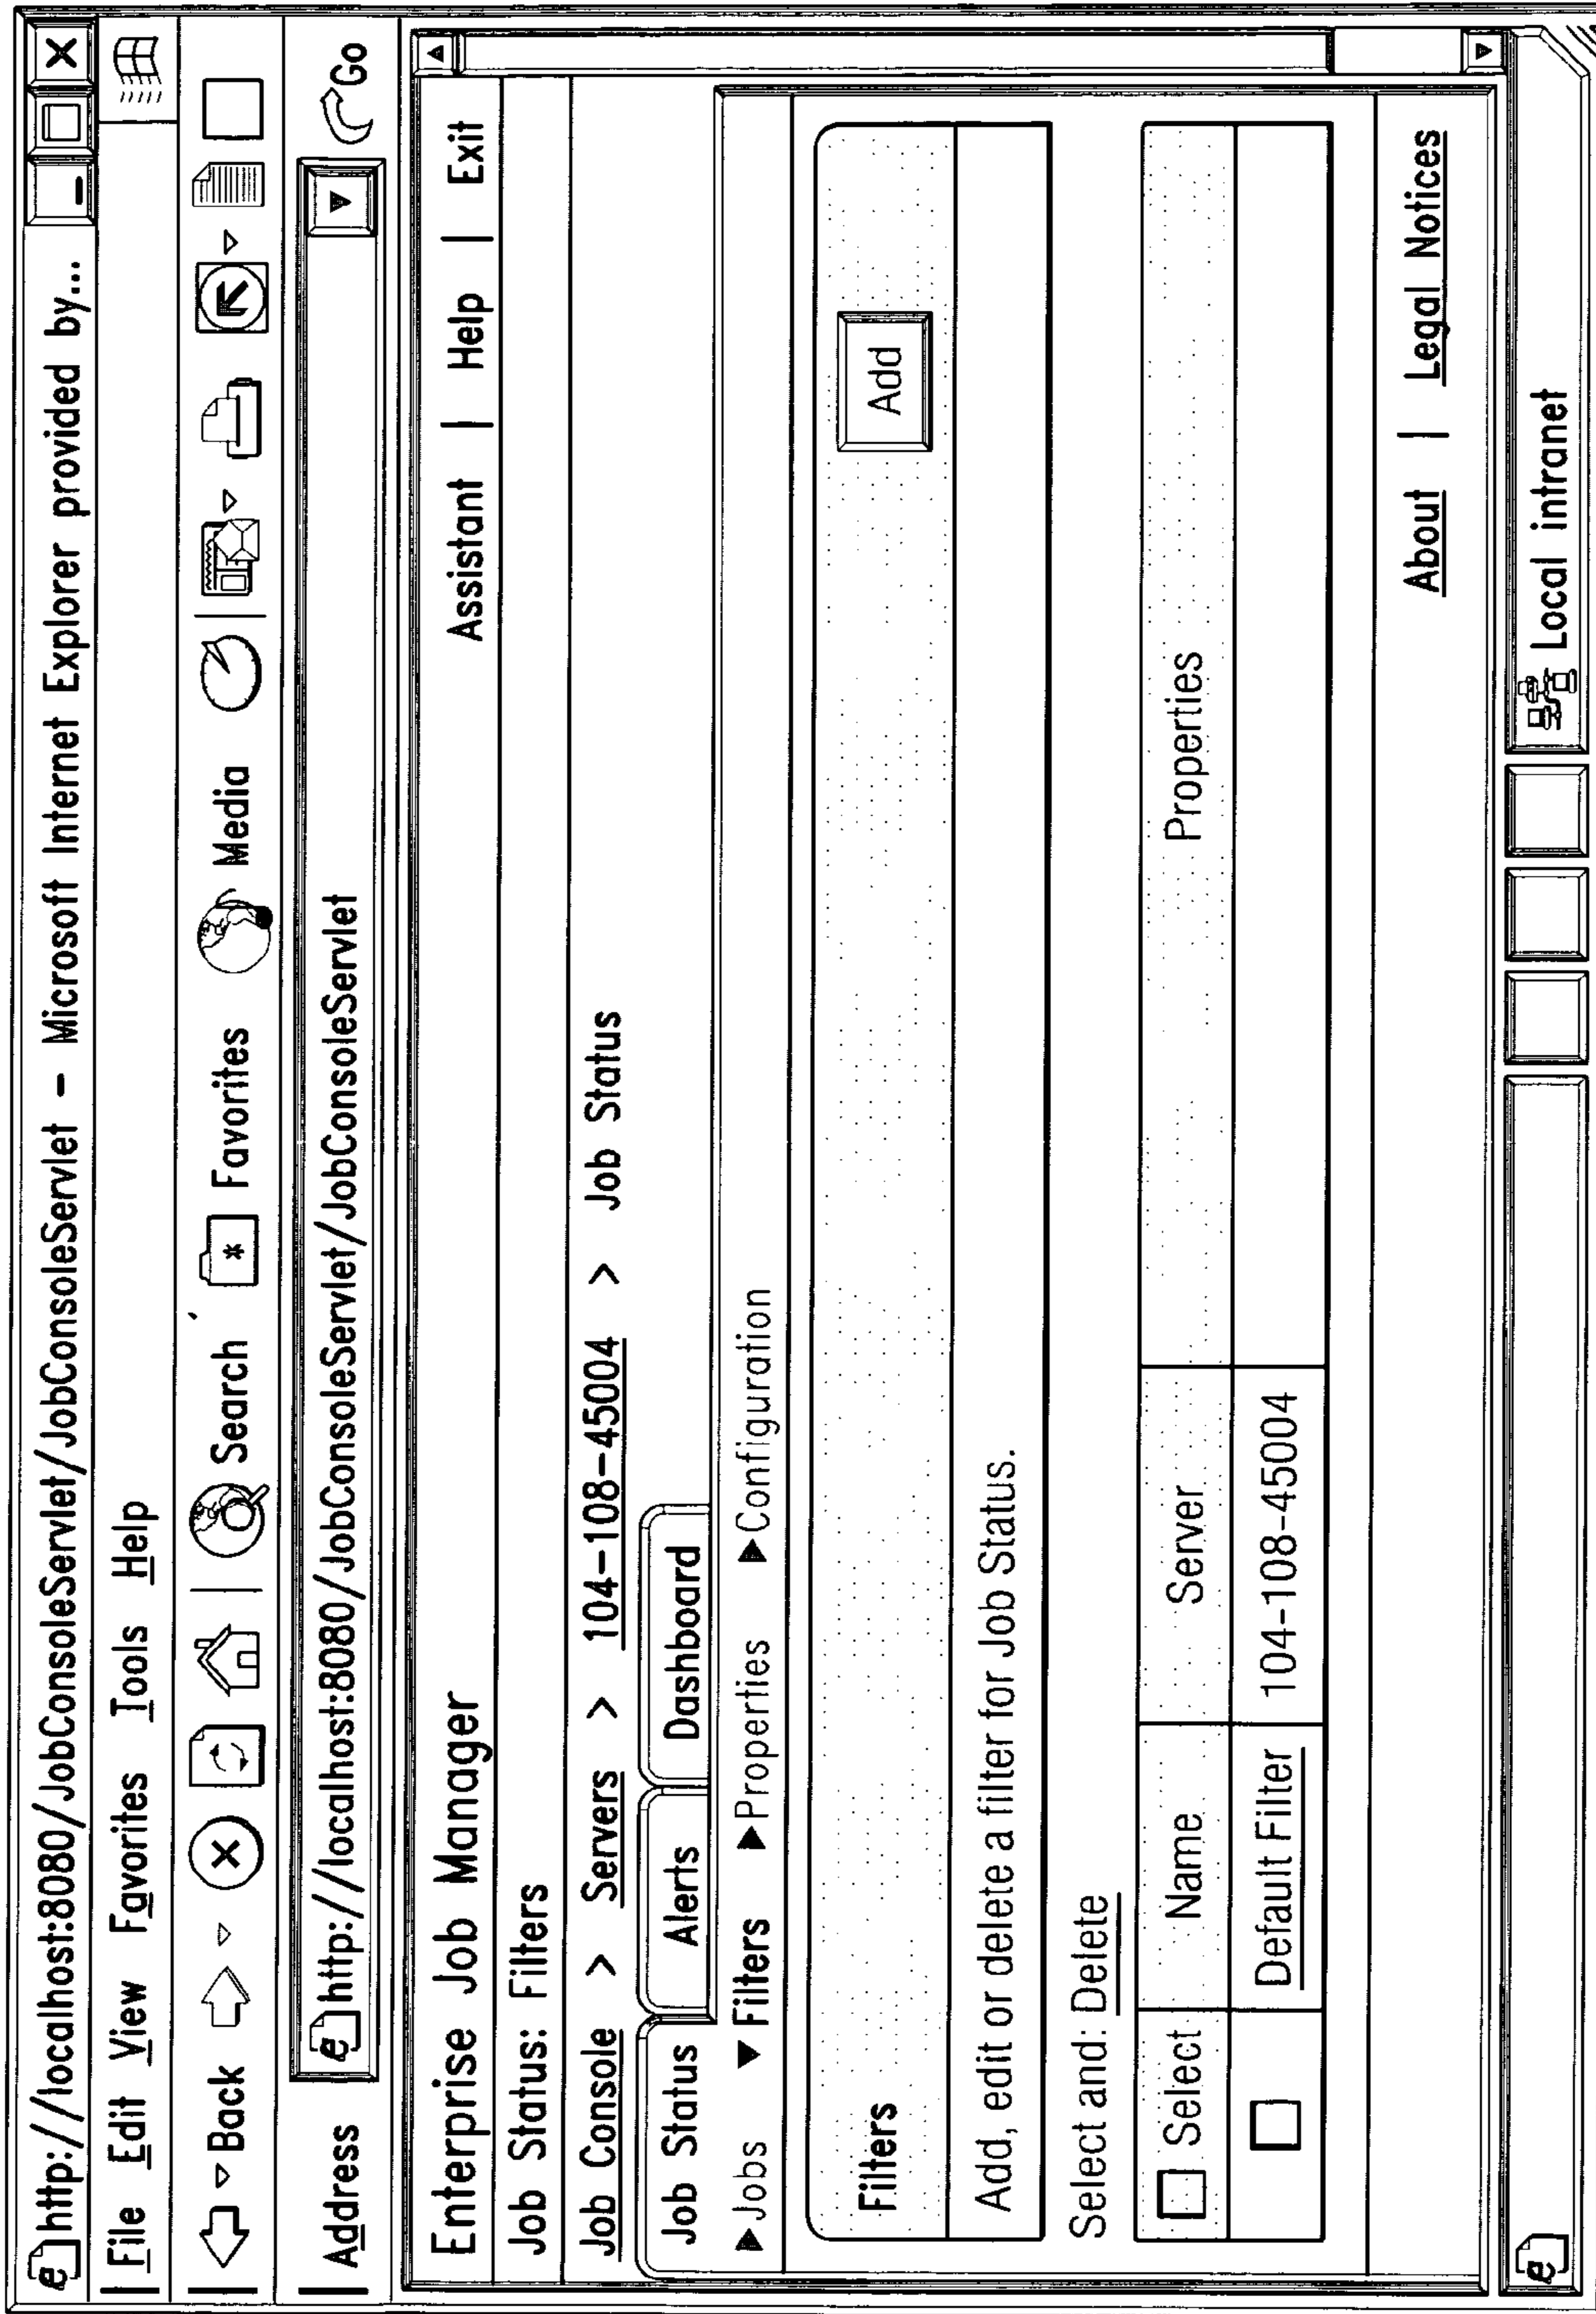 http://localhost:8080/JobConsoleServlet/JobConsoleServlet – Microsoft Internet Explorer provided by...
File Edit View Favorites Tools Help
Back Search Favorites Media
Address http://localhost:8080/JobConsoleServlet/JobConsoleServlet Go
Enterprise Job Manager Assistant | Help | Exit
Job Status: Filters
Job Console > Servers > 104-108-45004 > Job Status
Job Status Alerts Dashboard
▶Jobs ▼Filters ▶Properties ▶Configuration
Filters Add
Add, edit or delete a filter for Job Status.
Select and: Delete
Select Name Server Properties
Default Filter 104-108-45004
About | Legal Notices
Local intranet